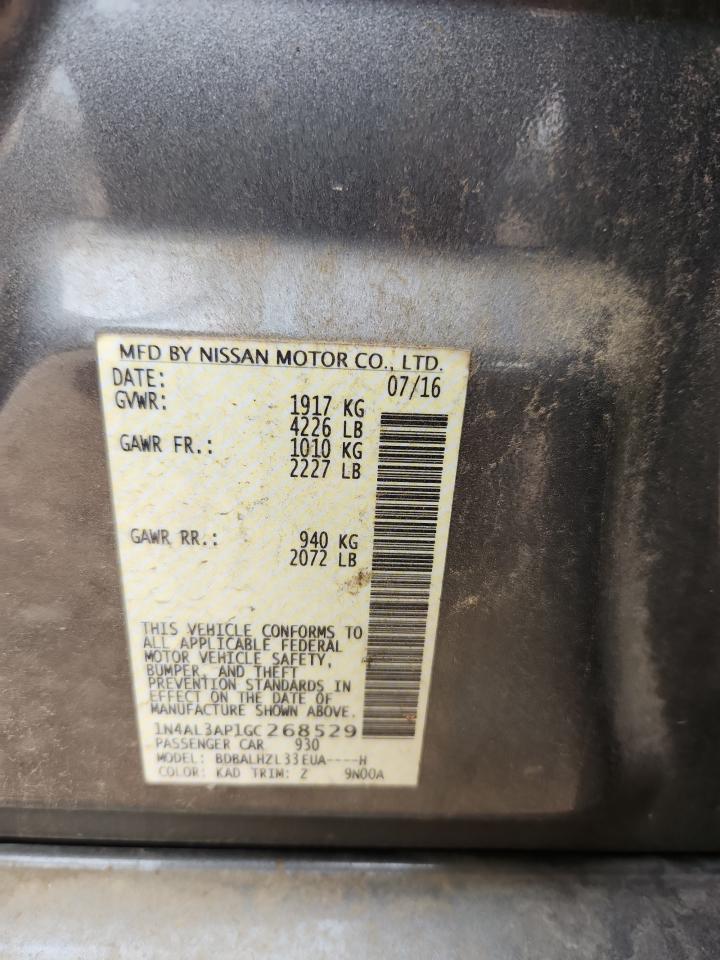 MFD BY NISSAN MOTOR CO., LTD.
DATE: 07/16
GVWR: 1917 KG
4226 LB
GAWR FR.: 1010 KG
2227 LB
GAWR RR.: 940 KG
2072 LB
THIS VEHICLE CONFORMS TO
ALL APPLICABLE FEDERAL
MOTOR VEHICLE SAFETY,
BUMPER, AND THEFT
PREVENTION STANDARDS IN
EFFECT ON THE DATE OF
MANUFACTURE SHOWN ABOVE.
1N4AL3AP1GC268529
PASSENGER CAR 930
MODEL: BDBALHZL33EUA----H
COLOR: KAD TRIM: Z 9N00A